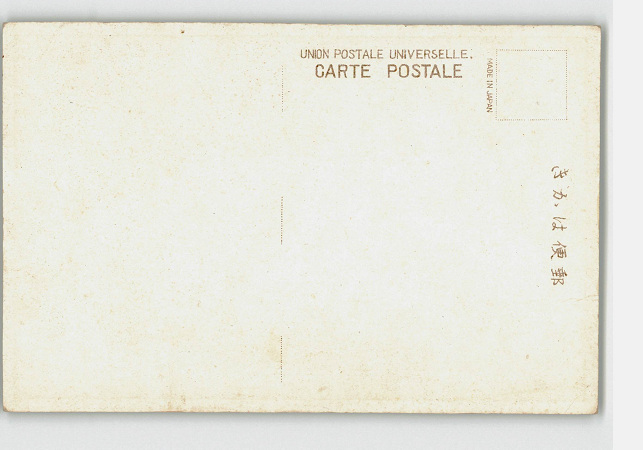 UNION POSTALE UNIVERSELLE.
CARTE POSTALE
MADE IN JAPAN
きかは便郵